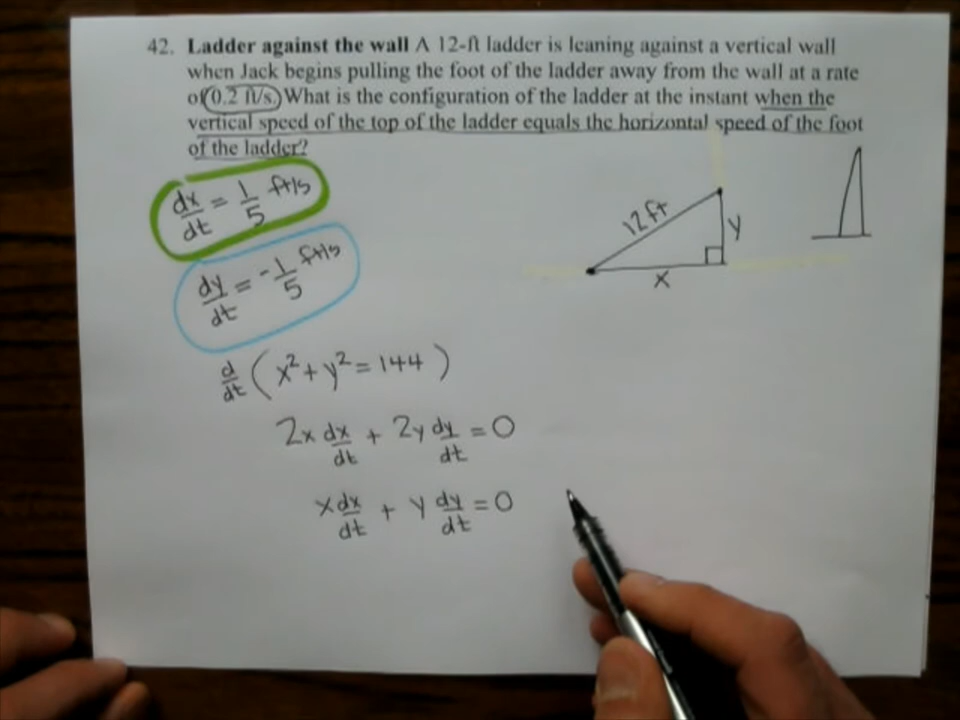 42. Ladder against the wall A 12-ft ladder is leaning against a vertical wall
when Jack begins pulling the foot of the ladder away from the wall at a rate
of 0.2 ft/s. What is the configuration of the ladder at the instant when the
vertical speed of the top of the ladder equals the horizontal speed of the foot
of the ladder?
dx/dt = 1/5 ft/s
dy/dt = -1/5 ft/s
12ft
y
x
d/dt (x² + y² = 144)
2x dx/dt + 2y dy/dt = 0
x dx/dt + y dy/dt = 0